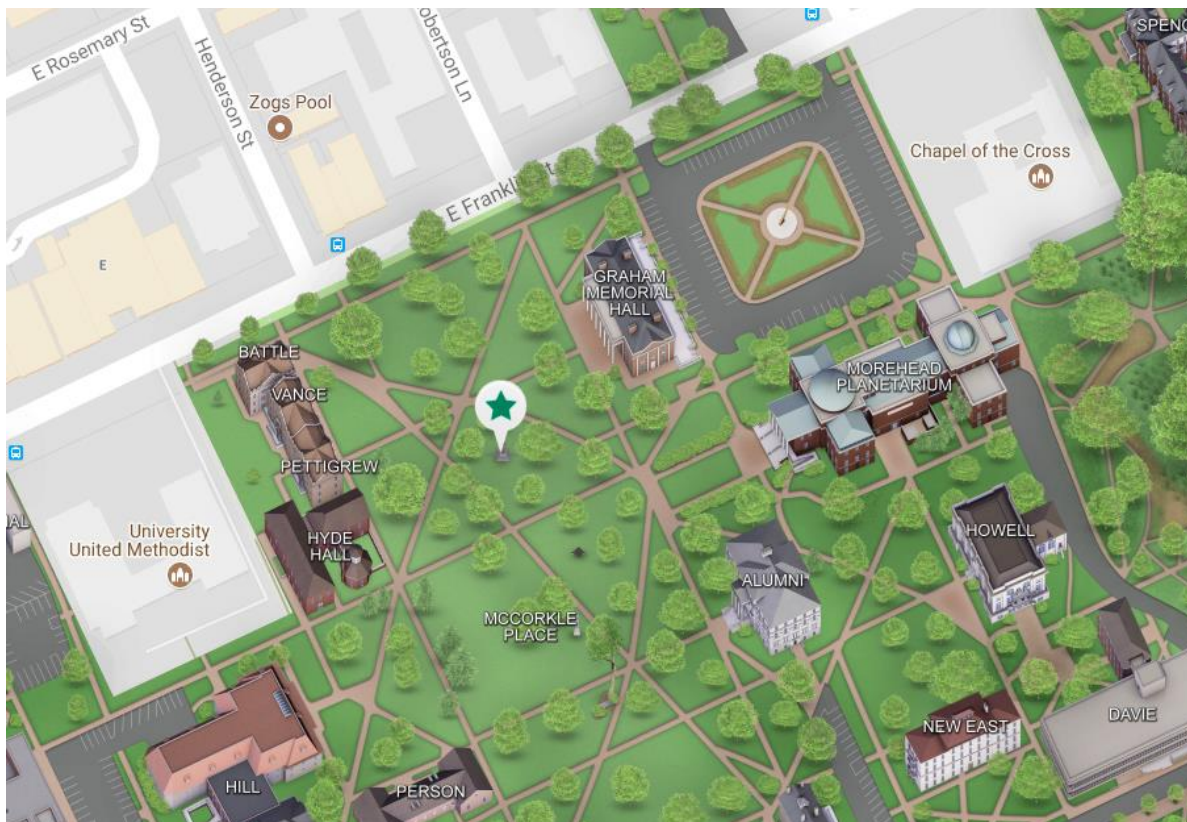 E Rosemary St
Henderson St
obertson Ln
SPENC
Zogs Pool
Chapel of the Cross
E Frankli
t
E
GRAHAM
MEMORIAL
HALL
BATTLE
MOREHEAD
PLANETARIUM
VANCE
PETTIGREW
AL
University
United Methodist
HYDE
HALL
HOWELL
ALUMNI
MCCORKLE
PLACE
DAVIE
NEW EAST
HILL
PERSON